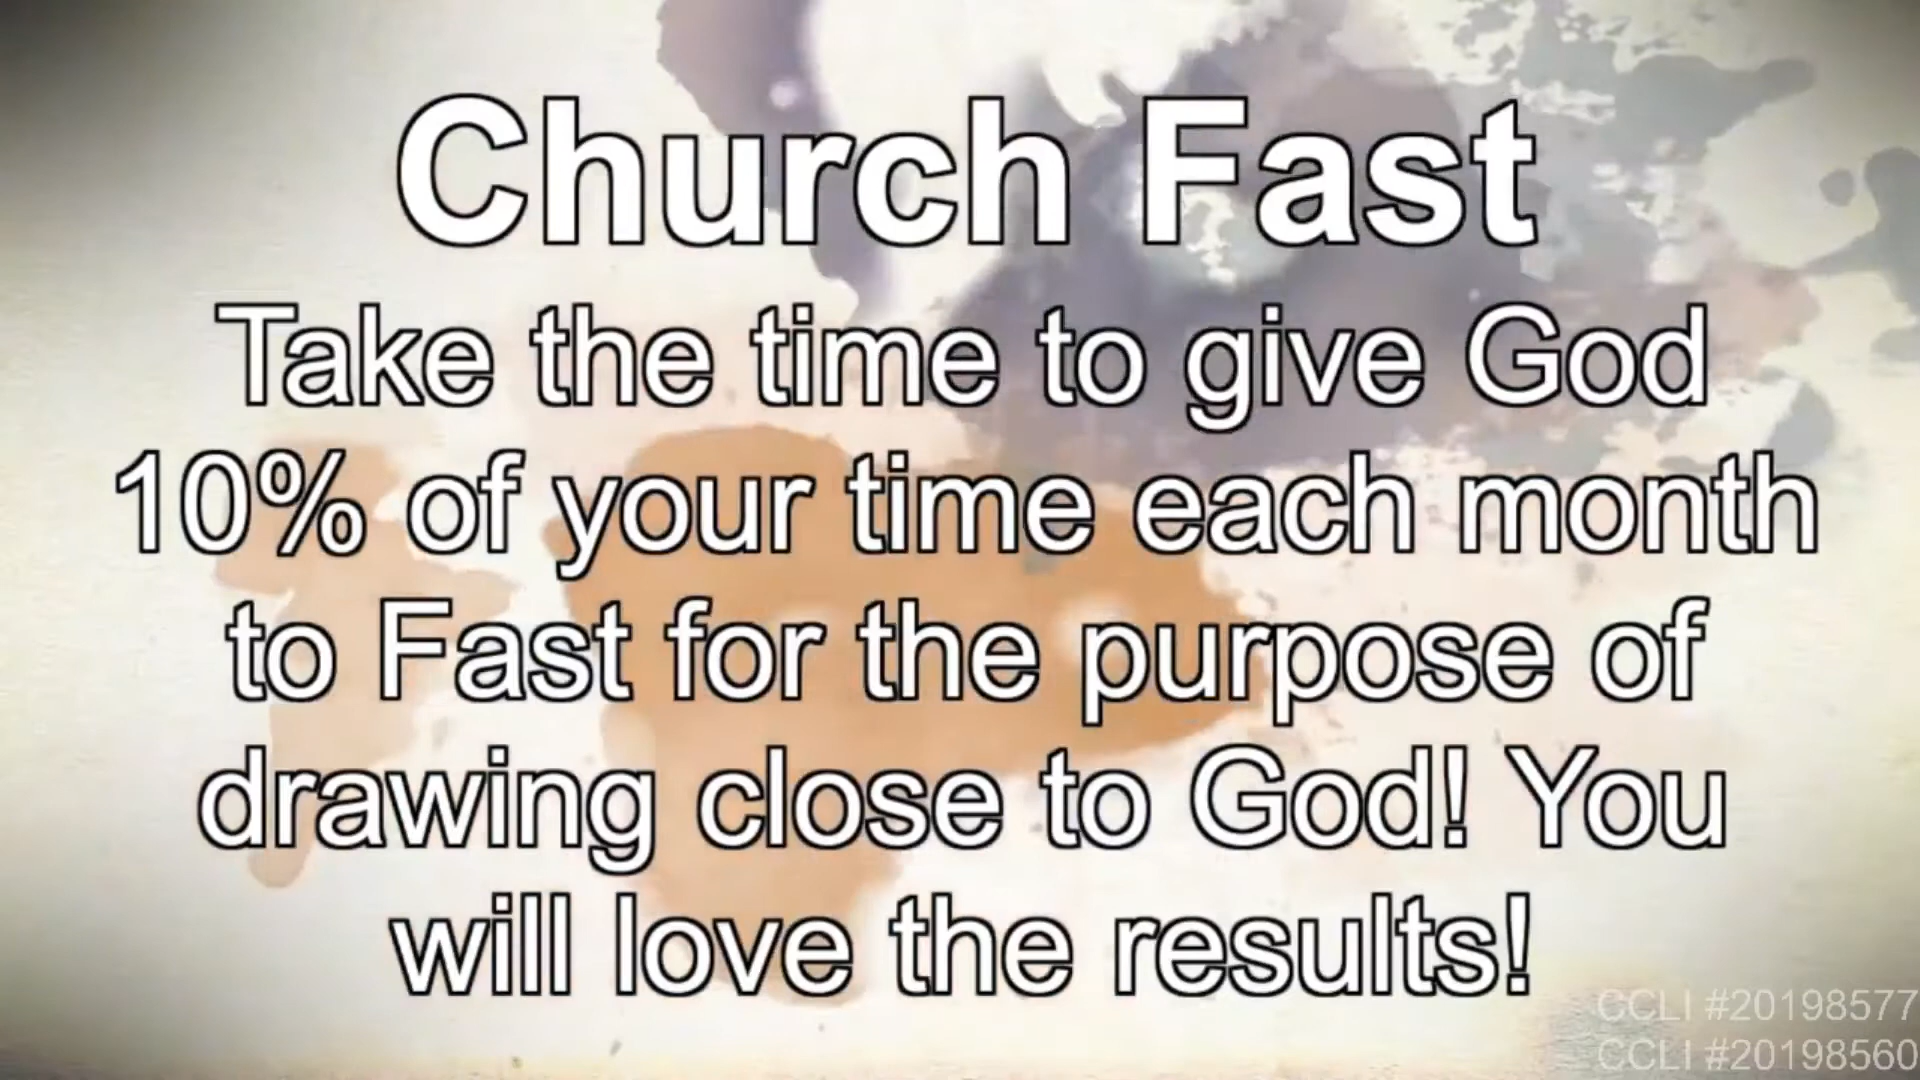 Church Fast
Take the time to give God
10% of your time each month
to Fast for the purpose of
drawing close to God! You
will love the results!
CCLI #20198577
CCLI #20198560